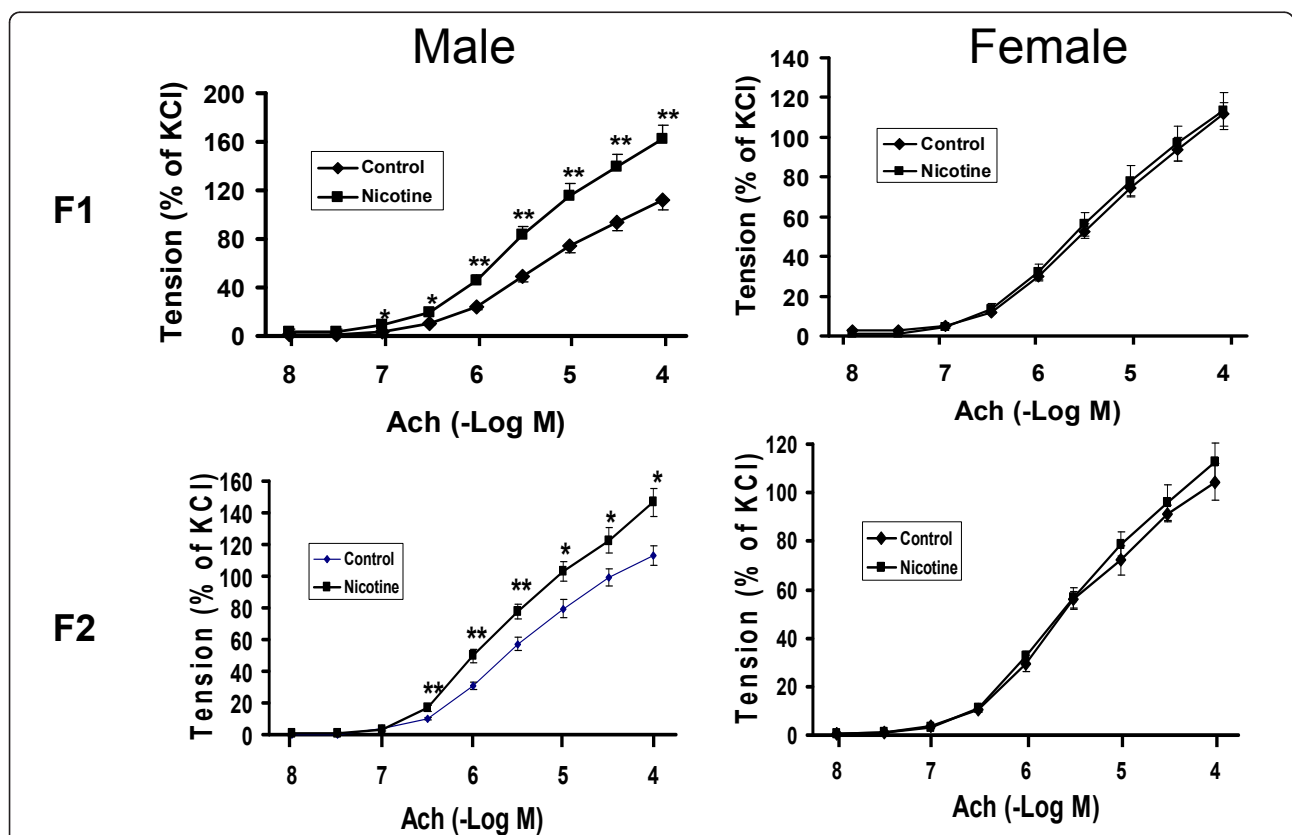 Male
Female
F1
Tension (% of KCl)
200
160
120
80
40
0
Control
Nicotine
*
*
**
**
**
**
**
8 7 6 5 4
Ach (-Log M)
Tension (% of KCl)
140
120
100
80
60
40
20
0
Control
Nicotine
8 7 6 5 4
Ach (-Log M)
F2
Tension (% of KCl)
160
140
120
100
80
60
40
20
0
Control
Nicotine
**
**
**
*
*
*
8 7 6 5 4
Ach (-Log M)
Tension (% of KCl)
120
100
80
60
40
20
0
Control
Nicotine
8 7 6 5 4
Ach (-Log M)